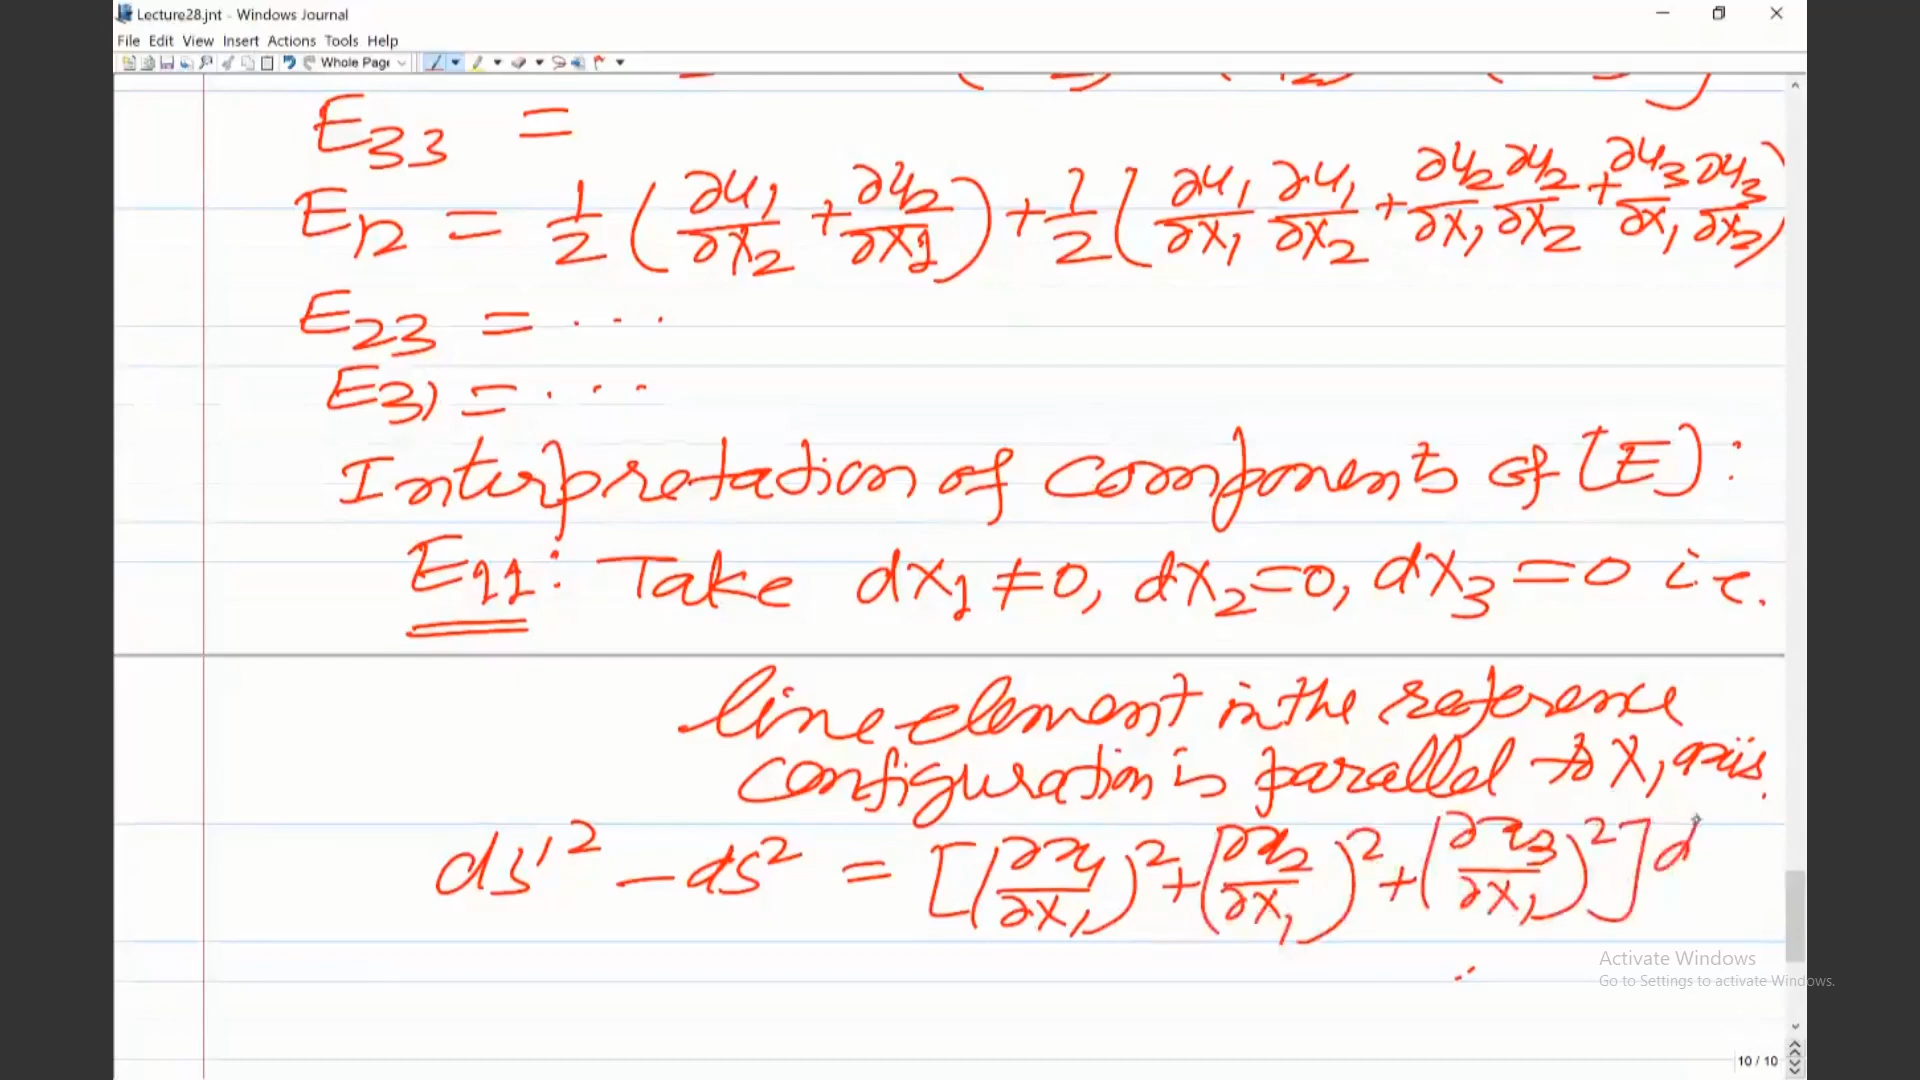 Lecture28.jnt - Windows Journal
File Edit View Insert Actions Tools Help
Whole Page
E₃₃ =
E₁₂ = 1/2 (∂u₁/∂X₂ + ∂u₂/∂X₁) + 1/2 (∂u₁/∂X₁ ∂u₁/∂X₂ + ∂u₂/∂X₁ ∂u₂/∂X₂ + ∂u₃/∂X₁ ∂u₃/∂X₂)
E₂₃ = ...
E₃₁ = ...
Interpretation of components of [E]:
E₁₁: Take dX₁ ≠ 0, dX₂ = 0, dX₃ = 0 i.e.
line element in the reference
configuration is parallel to X₁ axis.
ds'² - ds² = [(∂x₁/∂X₁)² + (∂x₂/∂X₁)² + (∂x₃/∂X₁)²] d
Activate Windows
Go to Settings to activate Windows.
10 / 10